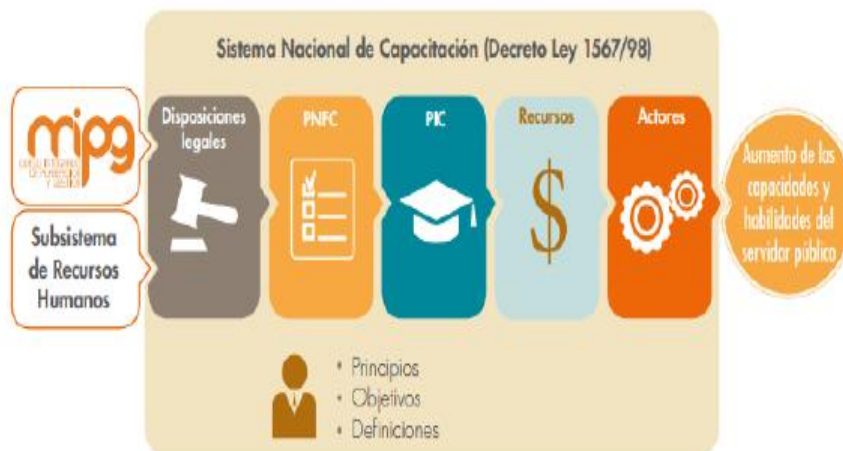 Sistema Nacional de Capacitación (Decreto Ley 1567/98)
mipg
Y GESTIÓN
Subsistema
de Recursos
Humanos
Disposiciones
legales
PNFC
PIC
Recursos
$
Actores
Aumento de las
capacidades y
habilidades del
servidor público
• Principios
• Objetivos
• Definiciones